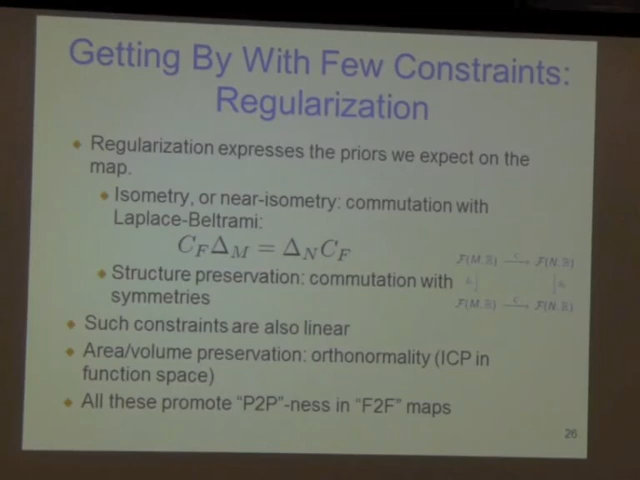 Getting By With Few Constraints:
Regularization
Regularization expresses the priors we expect on the
map.
Isometry, or near-isometry: commutation with
Laplace-Beltrami:
C_F Δ_M = Δ_N C_F
Structure preservation: commutation with
symmetries
F(M, ℝ) → F(N, ℝ)
F(M, ℝ) → F(N, ℝ)
Such constraints are also linear
Area/volume preservation: orthonormality (ICP in
function space)
All these promote "P2P"-ness in "F2F" maps
26